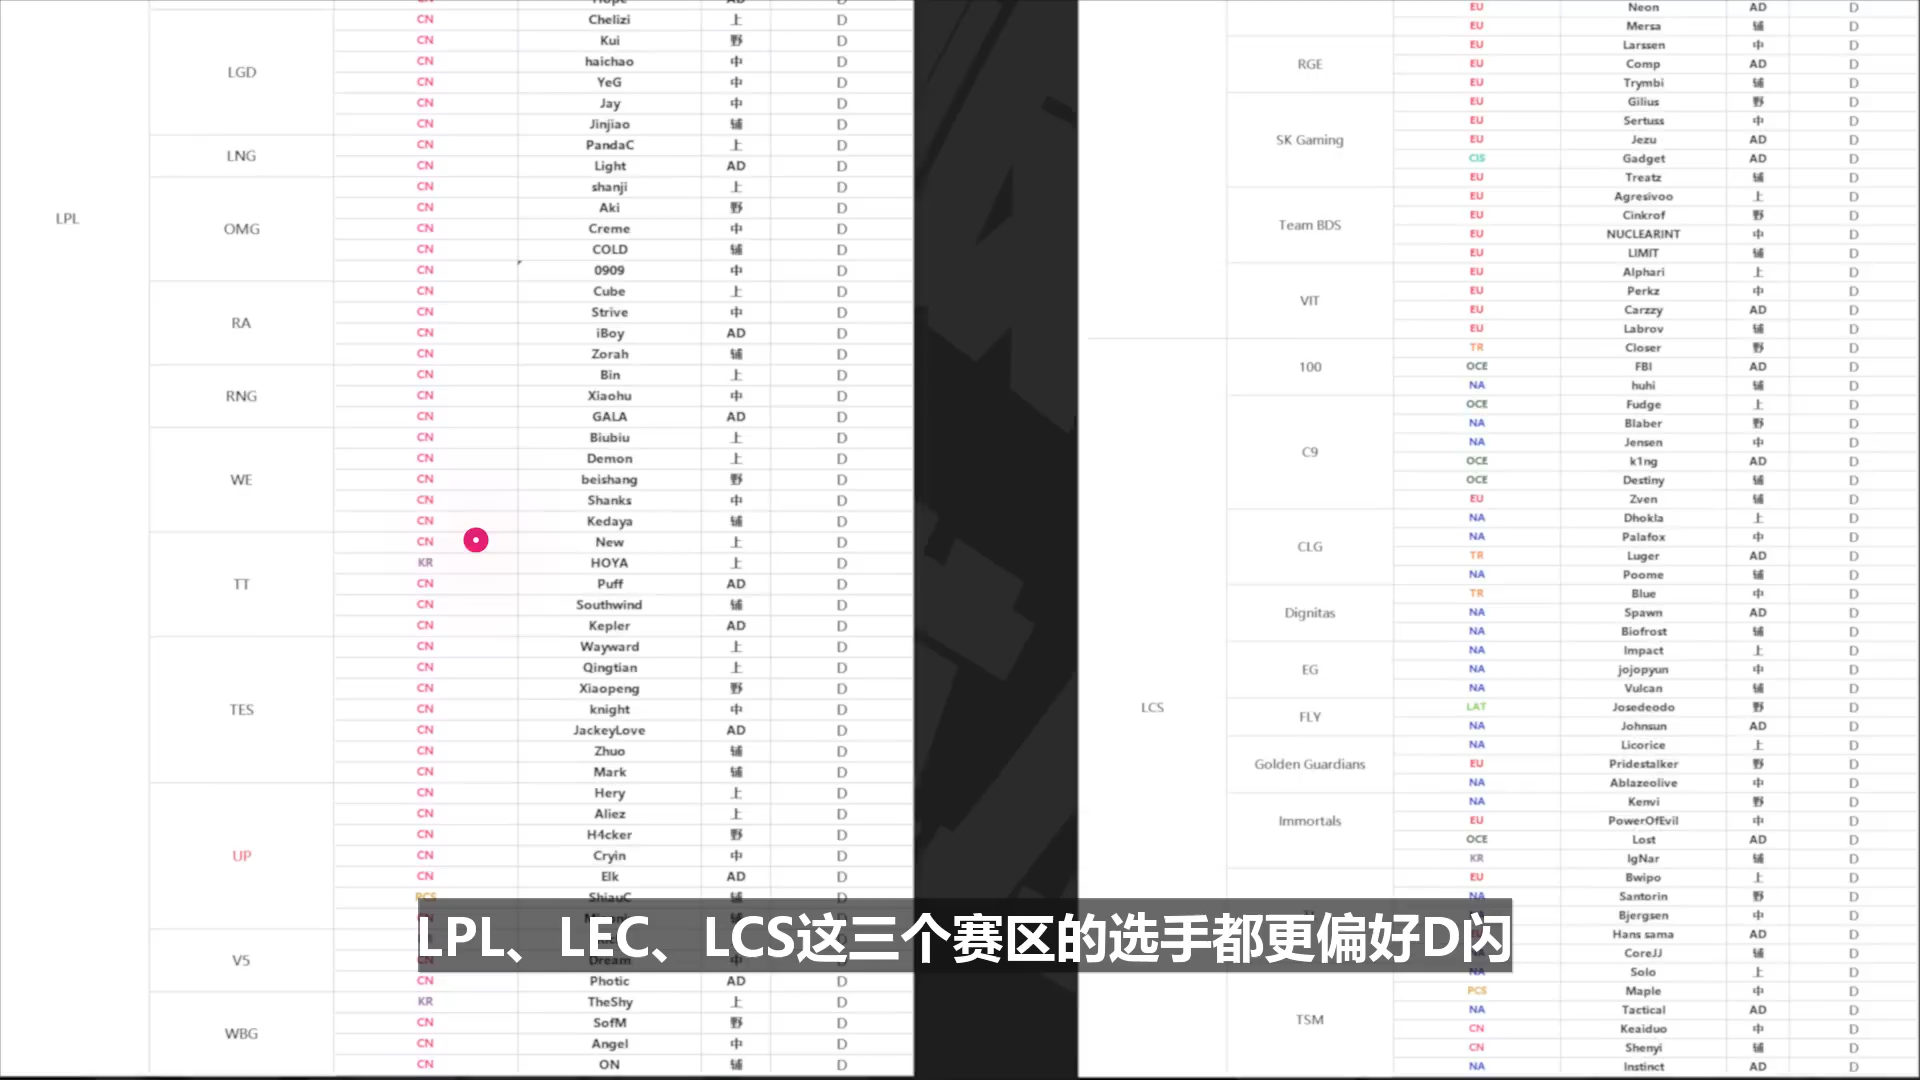 CN Hope AD D
CN Chelizi 上 D
LGD
CN Kui 野 D
CN haichao 中 D
CN YeG 中 D
CN Jay 中 D
CN Jinjiao 辅 D
LNG
CN PandaC 上 D
CN Light AD D
LPL
OMG
CN shanji 上 D
CN Aki 野 D
CN Creme 中 D
CN COLD 辅 D
CN 0909 中 D
RA
CN Cube 上 D
CN Strive 中 D
CN iBoy AD D
CN Zorah 辅 D
RNG
CN Bin 上 D
CN Xiaohu 中 D
CN GALA AD D
WE
CN Biubiu 上 D
CN Demon 上 D
CN beishang 野 D
CN Shanks 中 D
CN Kedaya 辅 D
TT
CN New 上 D
KR HOYA 上 D
CN Puff AD D
CN Southwind 辅 D
CN Kepler AD D
TES
CN Wayward 上 D
CN Qingtian 上 D
CN Xiaopeng 野 D
CN knight 中 D
CN JackeyLove AD D
CN Zhuo 辅 D
CN Mark 辅 D
UP
CN Hery 上 D
CN Aliez 上 D
CN H4cker 野 D
CN Cryin 中 D
CN Elk AD D
PCS ShiauC 辅 D
V5
CN Dream 中 D
CN Photic AD D
WBG
KR TheShy 上 D
CN SofM 野 D
CN Angel 中 D
CN ON 辅 D
EU Neon AD D
EU Mersa 辅 D
RGE
EU Larssen 中 D
EU Comp AD D
EU Trymbi 辅 D
SK Gaming
EU Gilius 野 D
EU Sertuss 中 D
EU Jezu AD D
CIS Gadget AD D
EU Treatz 辅 D
Team BDS
EU Agresivoo 上 D
EU Cinkrof 野 D
EU NUCLEARINT 中 D
EU LIMIT 辅 D
VIT
EU Alphari 上 D
EU Perkz 中 D
EU Carzzy AD D
EU Labrov 辅 D
LCS
100
TR Closer 野 D
OCE FBI AD D
NA huhi 辅 D
C9
OCE Fudge 上 D
NA Blaber 野 D
NA Jensen 中 D
OCE k1ng AD D
OCE Destiny 辅 D
EU Zven 辅 D
CLG
NA Dhokla 上 D
NA Palafox 中 D
TR Luger AD D
NA Poome 辅 D
Dignitas
TR Blue 中 D
NA Spawn AD D
NA Biofrost 辅 D
EG
NA Impact 上 D
NA jojopyun 中 D
NA Vulcan 辅 D
FLY
LAT Josedeodo 野 D
NA Johnsun AD D
Golden Guardians
NA Licorice 上 D
EU Pridestalker 野 D
NA Ablazeolive 中 D
Immortals
NA Kenvi 野 D
EU PowerOfEvil 中 D
OCE Lost AD D
KR IgNar 辅 D
EU Bwipo 上 D
NA Santorin 野 D
NA Bjergsen 中 D
Hans sama AD D
CoreJJ 辅 D
TSM
NA Solo 上 D
PCS Maple 中 D
NA Tactical AD D
CN Keaiduo 中 D
CN Shenyi 辅 D
NA Instinct AD D
LPL、LEC、LCS这三个赛区的选手都更偏好D闪